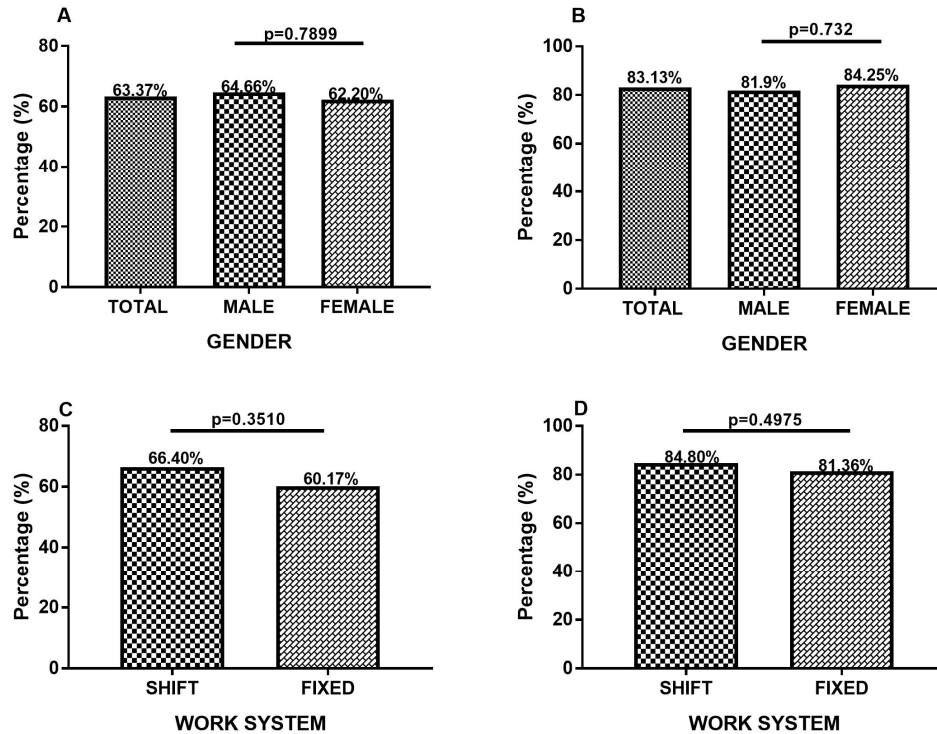 A
p=0.7899
80
60
40
20
0
Percentage (%)
63.37%
64.66%
62.20%
TOTAL
MALE
FEMALE
GENDER
B
p=0.732
100
80
60
40
20
0
Percentage (%)
83.13%
81.9%
84.25%
TOTAL
MALE
FEMALE
GENDER
C
p=0.3510
80
60
40
20
0
Percentage (%)
66.40%
60.17%
SHIFT
FIXED
WORK SYSTEM
D
p=0.4975
100
80
60
40
20
0
Percentage (%)
84.80%
81.36%
SHIFT
FIXED
WORK SYSTEM